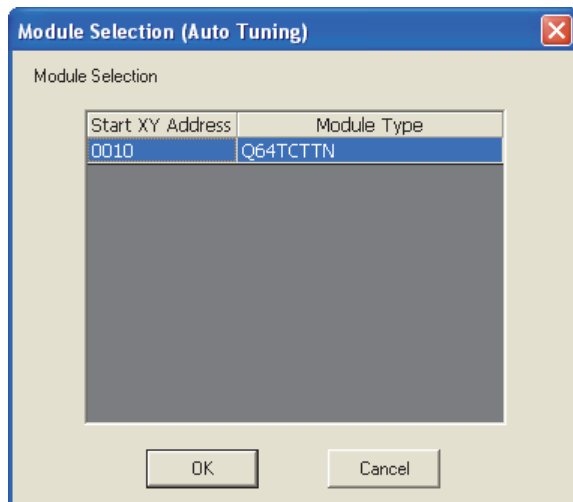 Module Selection (Auto Tuning)
Module Selection
Start XY Address Module Type
0010 Q64TCTTN
OK Cancel